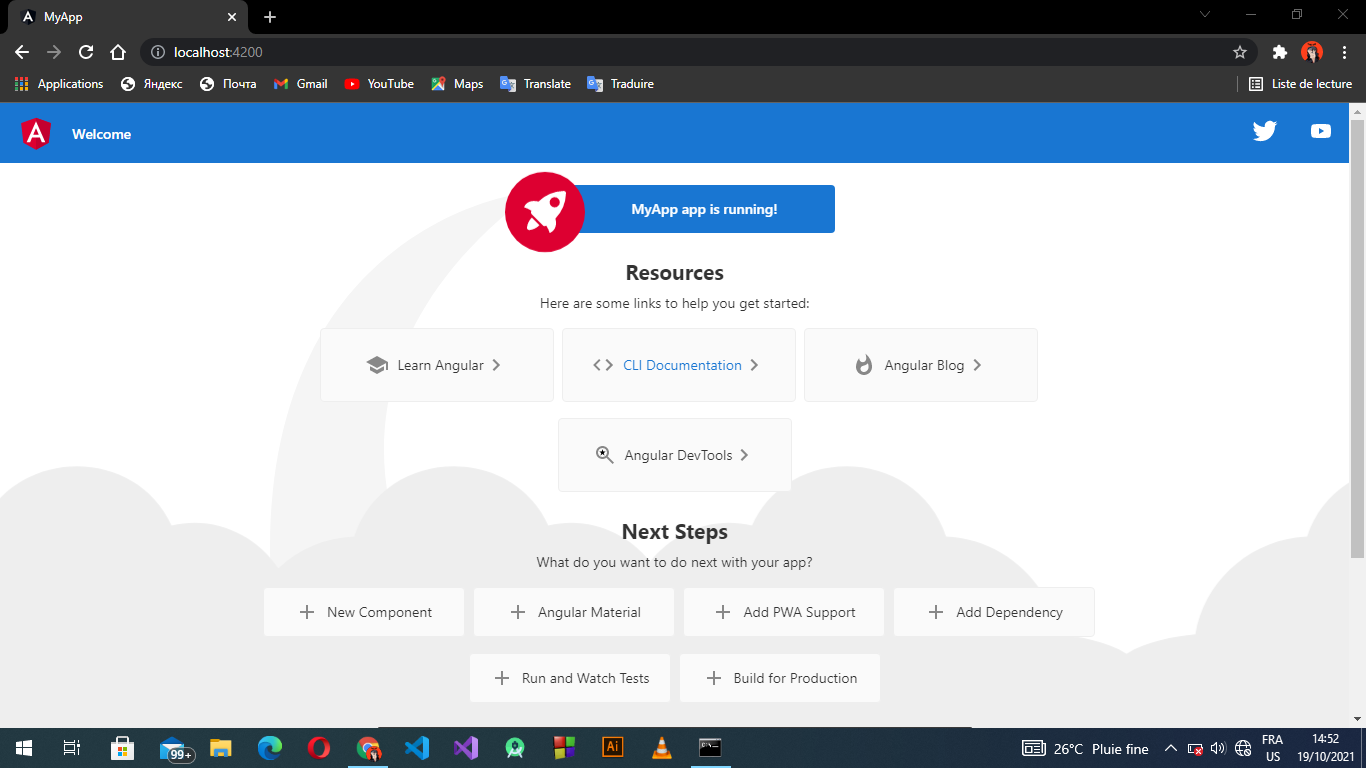 MyApp
localhost:4200
Applications Яндекс Почта Gmail YouTube Maps Translate Traduire Liste de lecture
Welcome
MyApp app is running!
Resources
Here are some links to help you get started:
Learn Angular CLI Documentation Angular Blog
Angular DevTools
Next Steps
What do you want to do next with your app?
New Component Angular Material Add PWA Support Add Dependency
Run and Watch Tests Build for Production
99+ Ai 26°C Pluie fine FRA 14:52
US 19/10/2021